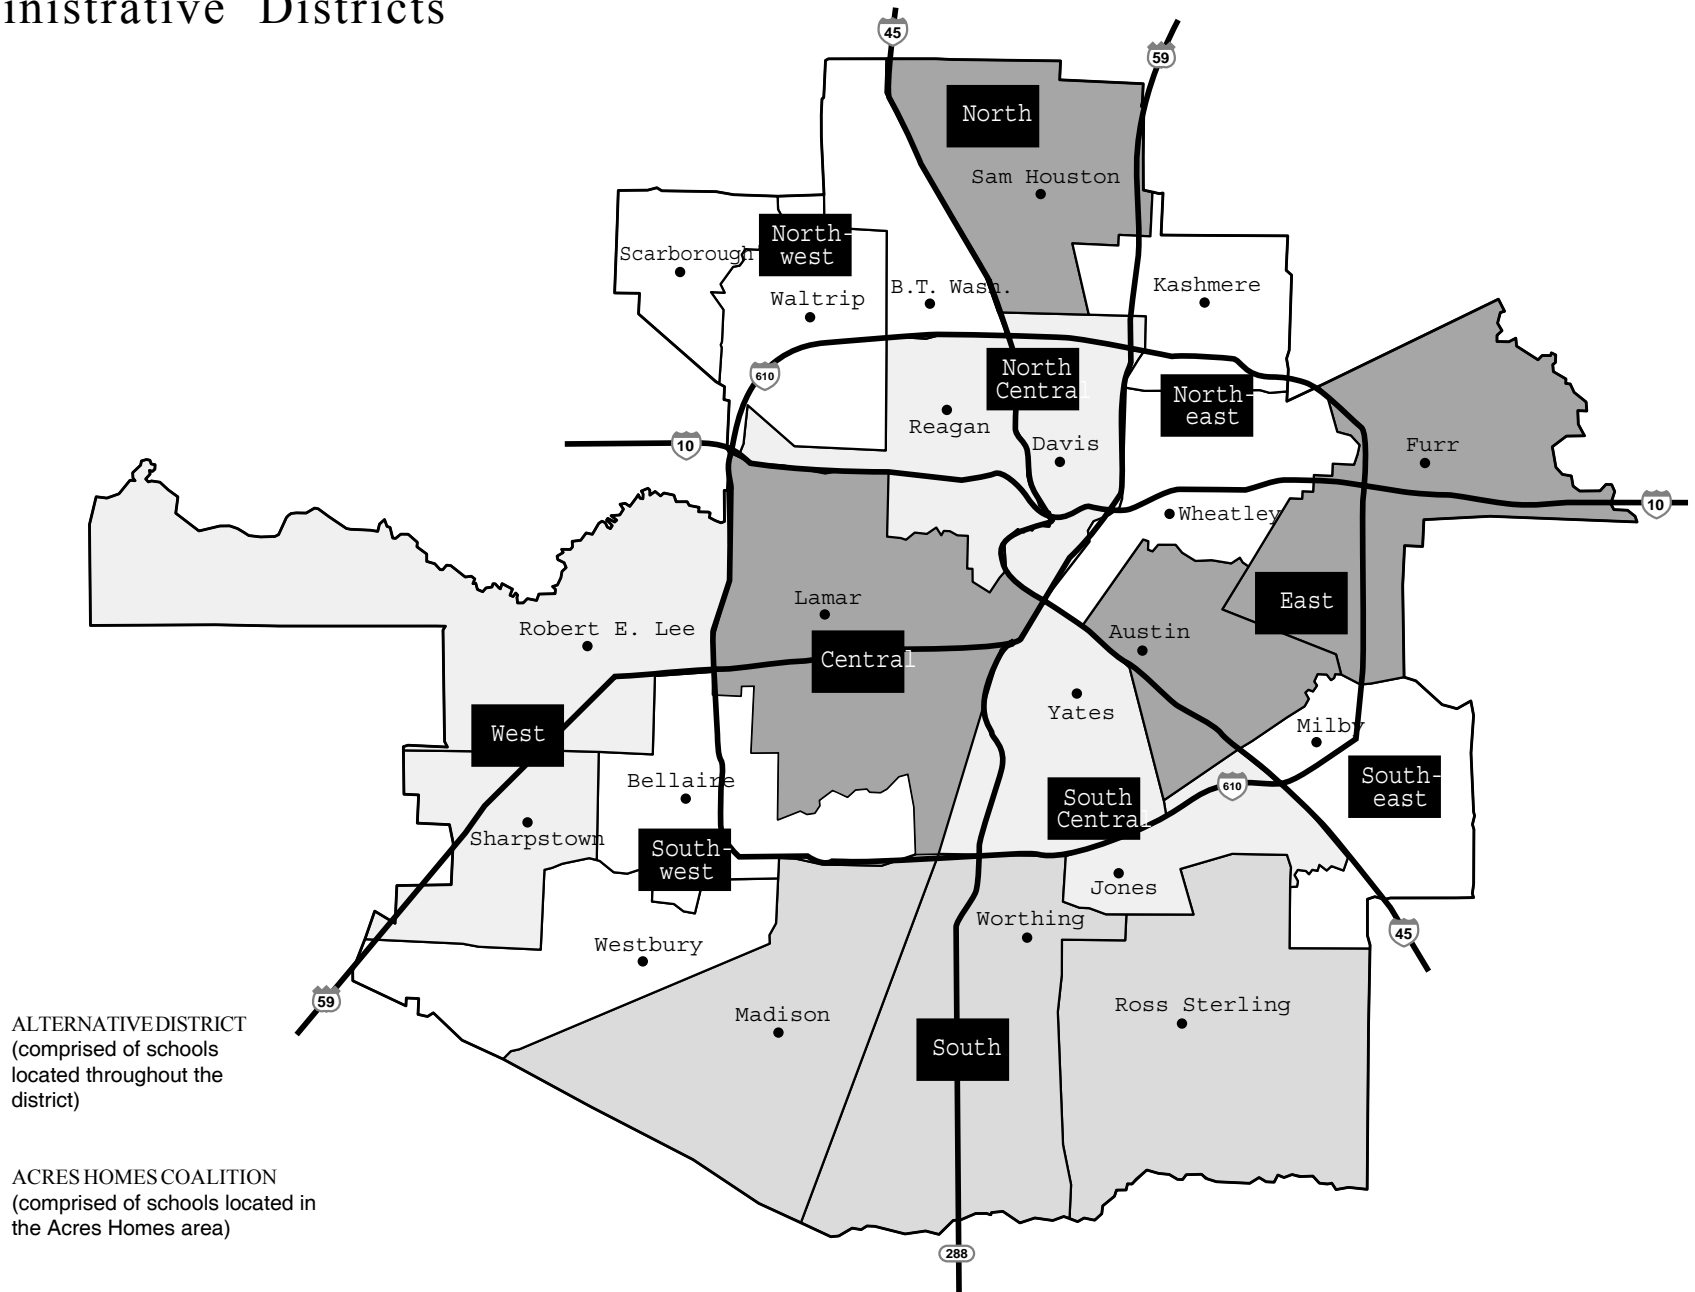 inistrative Districts
45
59
North
Sam Houston
North-
west
Scarborough
Waltrip
B.T. Wash.
Kashmere
North
Central
610
North-
east
Reagan
Davis
10
Furr
Wheatley
10
Lamar
East
Robert E. Lee
Austin
Central
Yates
West
Milby
Bellaire
South-
east
610
South
Central
Sharpstown
South-
west
Jones
Worthing
Westbury
45
59
Ross Sterling
Madison
South
ALTERNATIVE DISTRICT
(comprised of schools
located throughout the
district)
ACRES HOMES COALITION
(comprised of schools located in
the Acres Homes area)
288